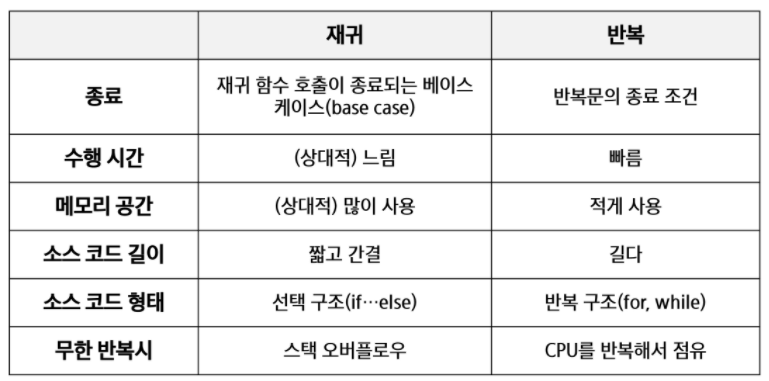 재귀 반복
종료 재귀 함수 호출이 종료되는 베이스
케이스(base case) 반복문의 종료 조건
수행 시간 (상대적) 느림 빠름
메모리 공간 (상대적) 많이 사용 적게 사용
소스 코드 길이 짧고 간결 길다
소스 코드 형태 선택 구조(if…else) 반복 구조(for, while)
무한 반복시 스택 오버플로우 CPU를 반복해서 점유